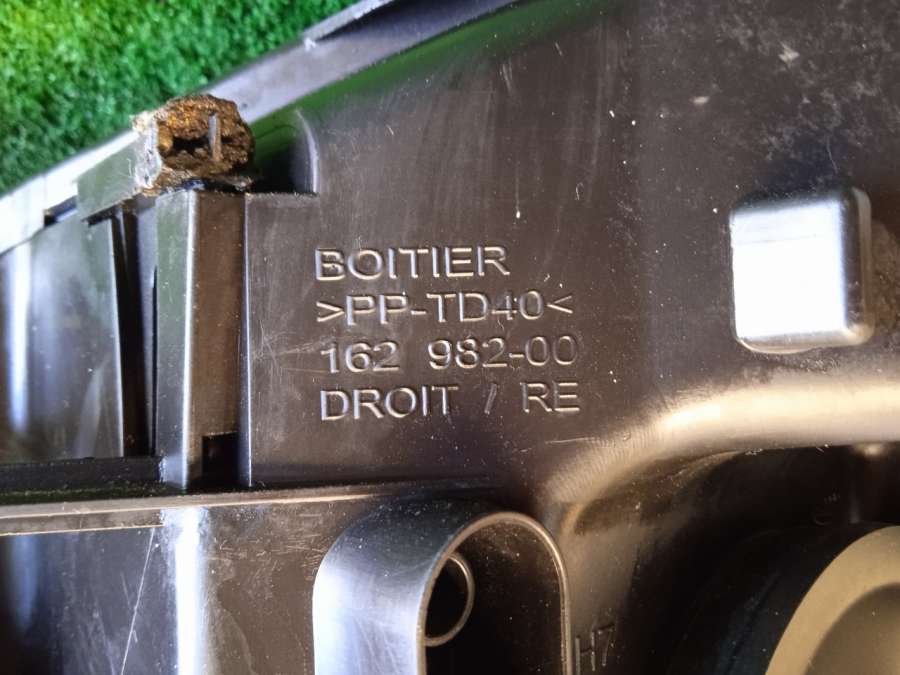 BOITIER
>PP-TD40<
162 982-00
DROIT / RE
H7